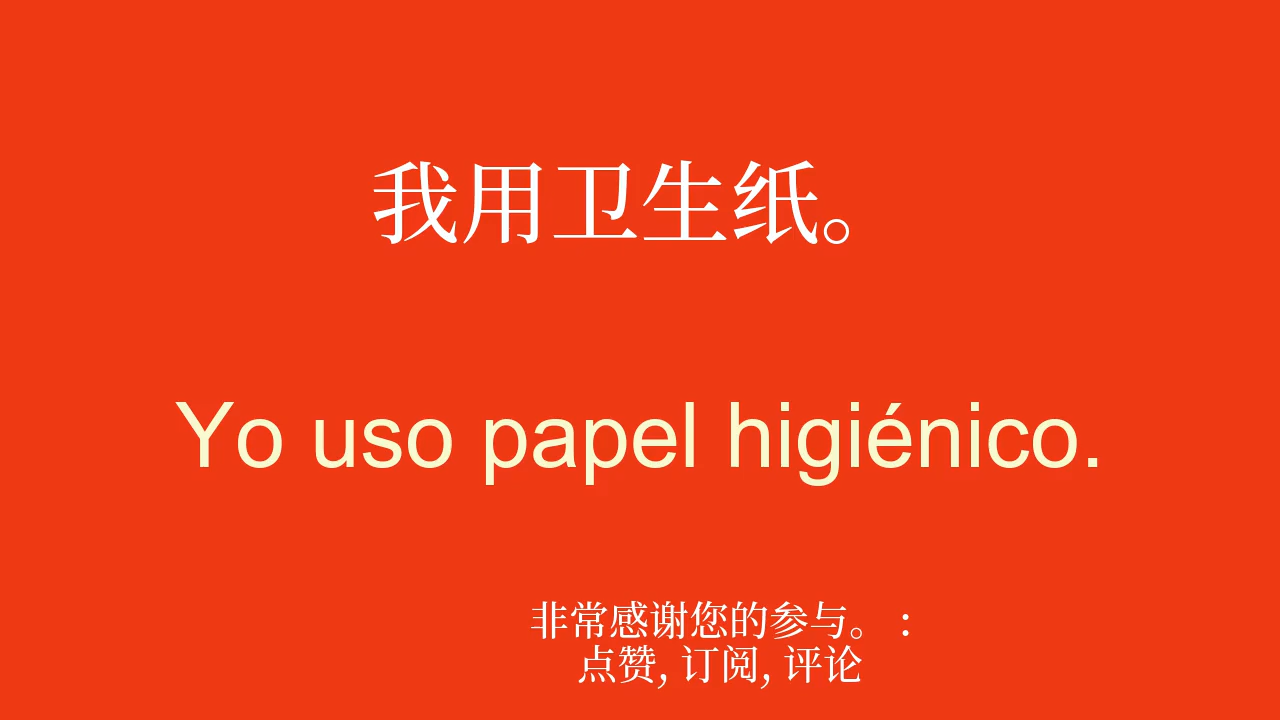 我用卫生纸。
Yo uso papel higiénico.
非常感谢您的参与。 :
点赞, 订阅, 评论